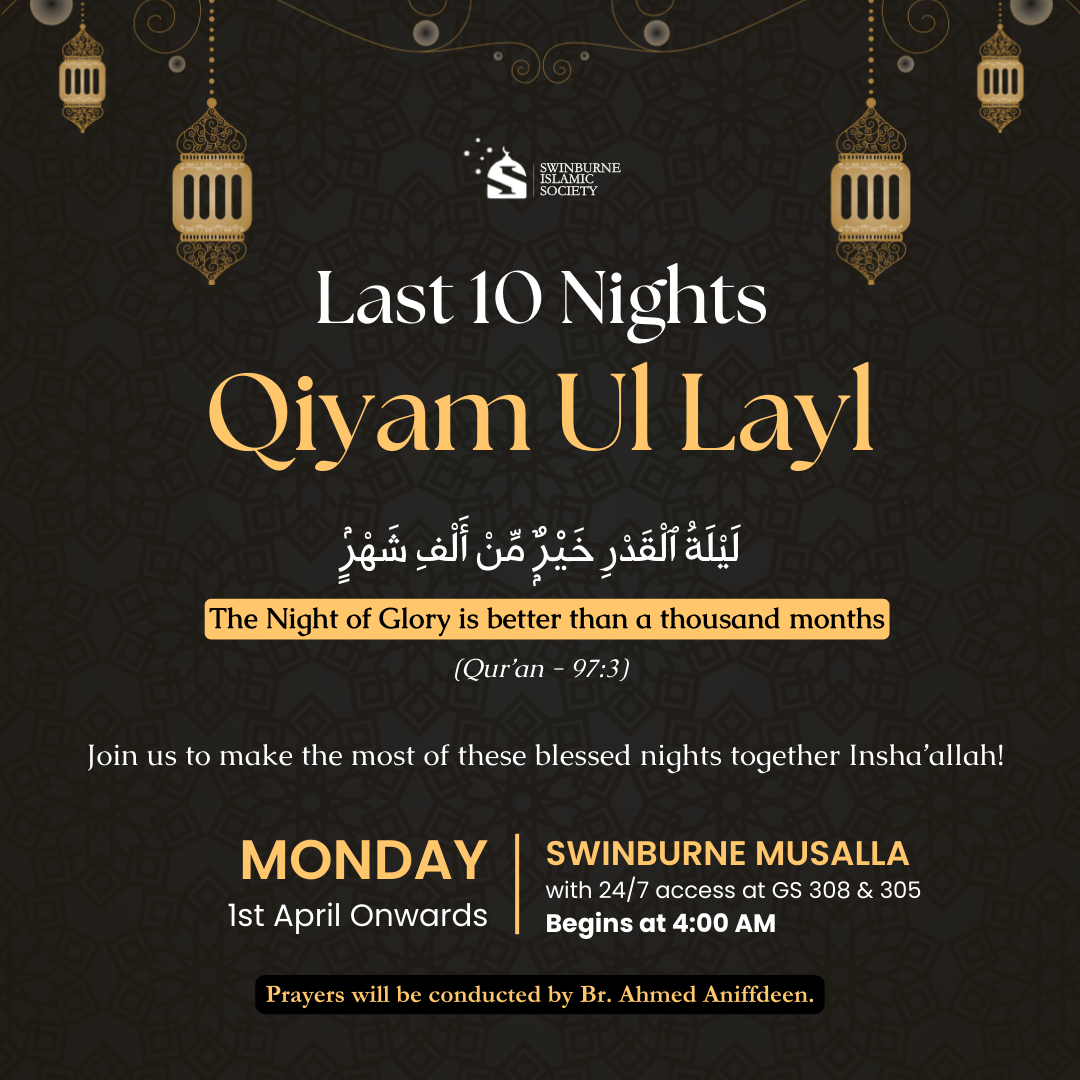 SWINBURNE
ISLAMIC
SOCIETY
Last 10 Nights
Qiyam Ul Layl
لَيْلَةُ ٱلْقَدْرِ خَيْرٌۭ مِّنْ أَلْفِ شَهْرٍۢ
The Night of Glory is better than a thousand months
(Qur’an - 97:3)
Join us to make the most of these blessed nights together Insha’allah!
MONDAY
1st April Onwards
SWINBURNE MUSALLA
with 24/7 access at GS 308 & 305
Begins at 4:00 AM
Prayers will be conducted by Br. Ahmed Aniffdeen.